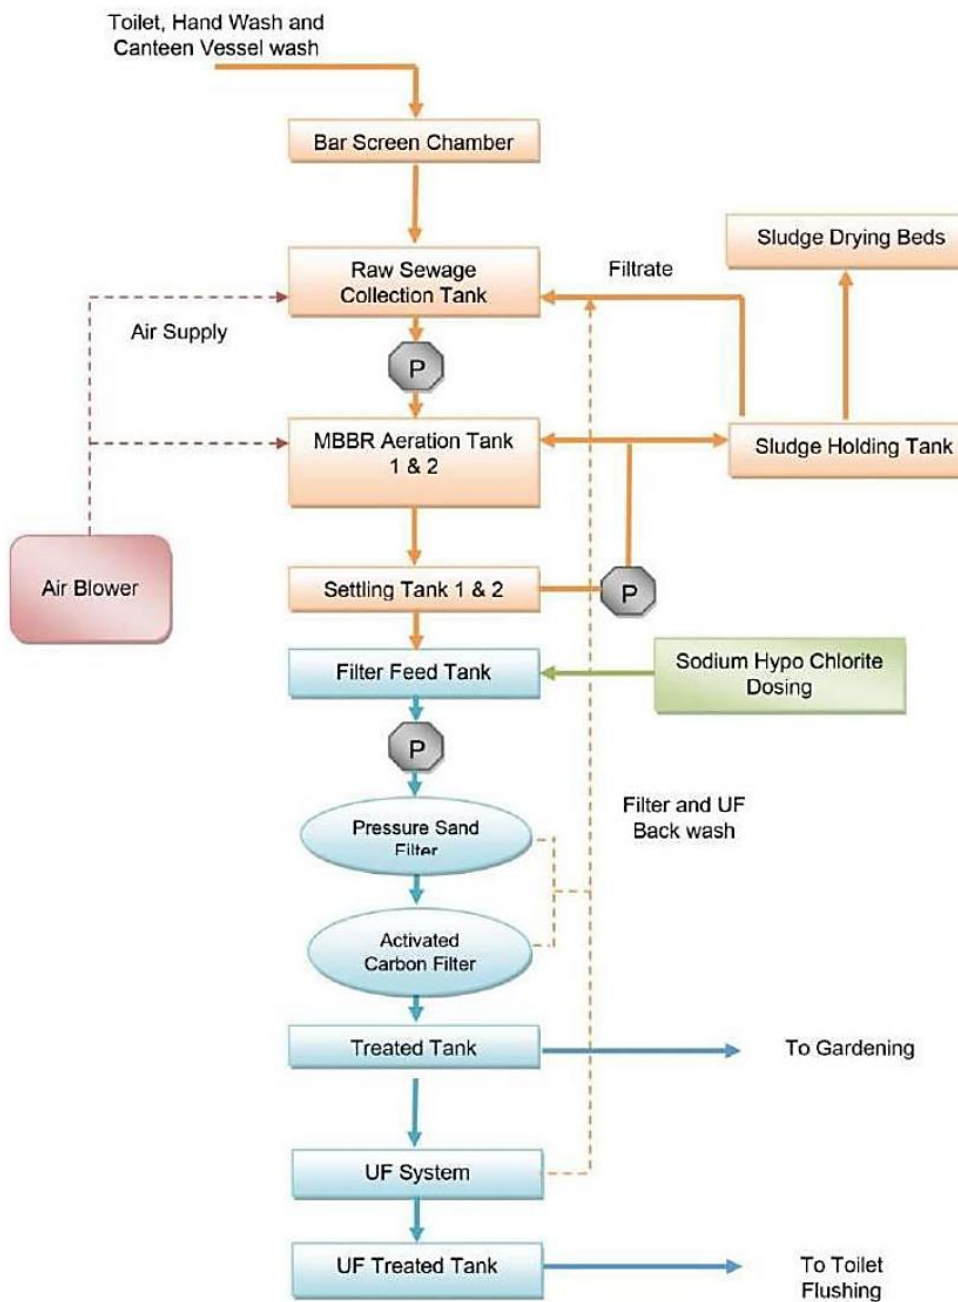 Toilet, Hand Wash and
Canteen Vessel wash
Bar Screen Chamber
Sludge Drying Beds
Raw Sewage
Collection Tank
Filtrate
Air Supply
P
MBBR Aeration Tank
1 & 2
Sludge Holding Tank
Air Blower
Settling Tank 1 & 2
P
Filter Feed Tank
Sodium Hypo Chlorite
Dosing
P
Pressure Sand
Filter
Filter and UF
Back wash
Activated
Carbon Filter
Treated Tank
To Gardening
UF System
UF Treated Tank
To Toilet
Flushing